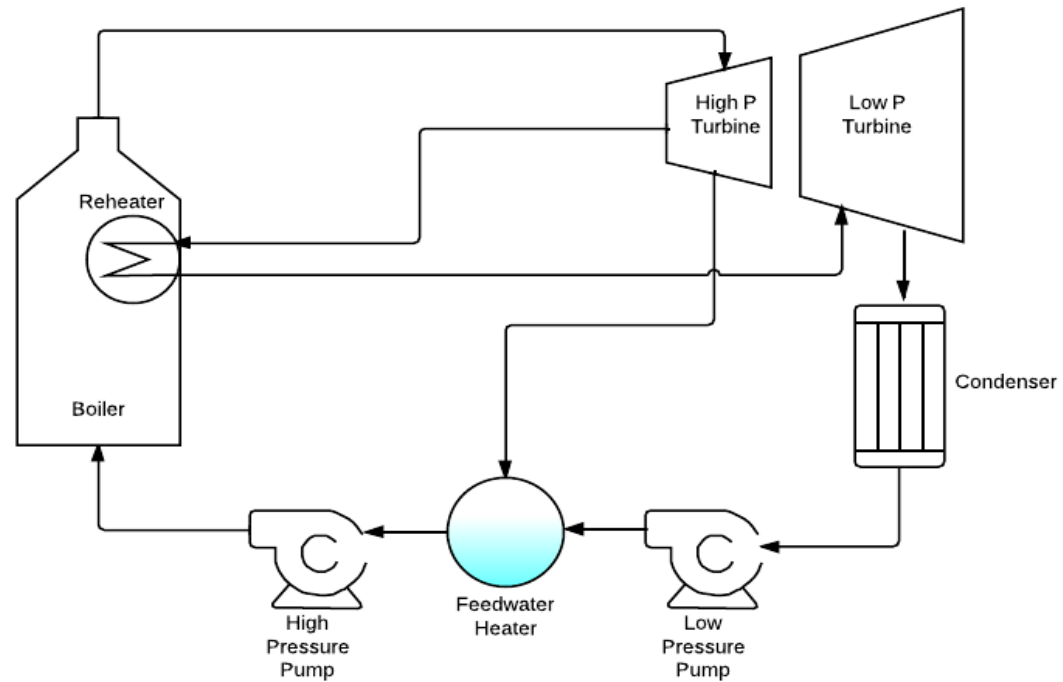 High P
Turbine
Low P
Turbine
Reheater
Boiler
Condenser
Feedwater
Heater
High
Pressure
Pump
Low
Pressure
Pump